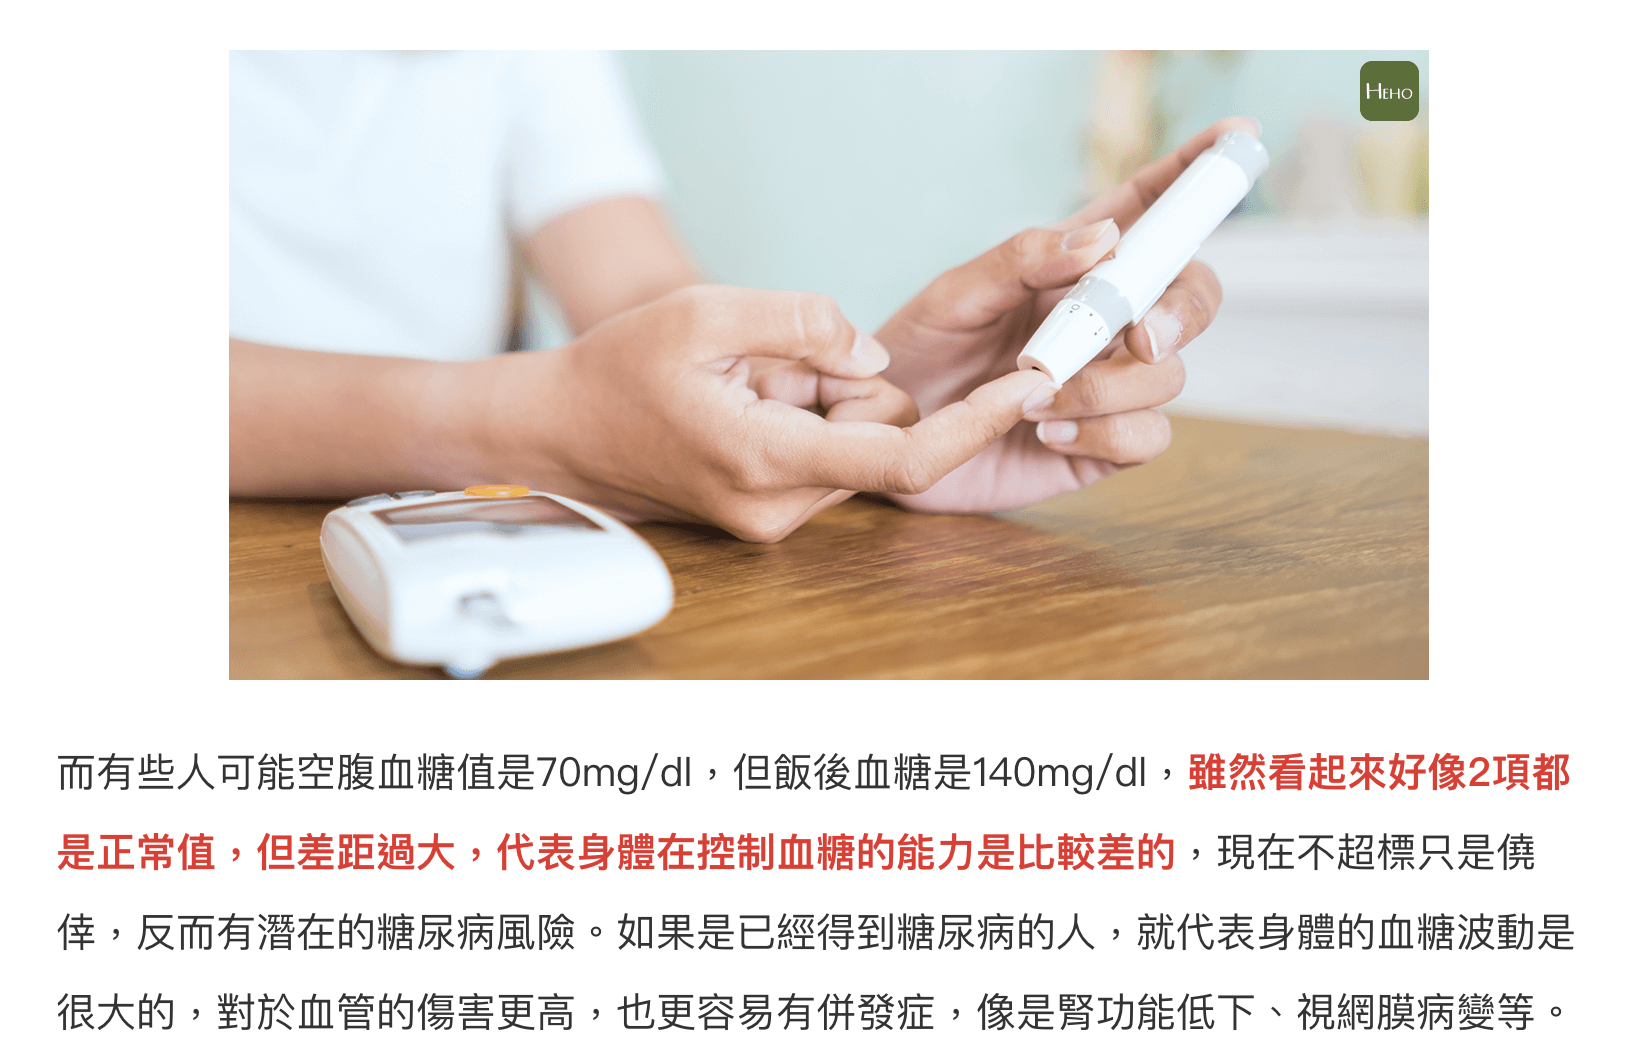 HEHO
而有些人可能空腹血糖值是70mg/dl，但飯後血糖是140mg/dl，雖然看起來好像2項都
是正常值，但差距過大，代表身體在控制血糖的能力是比較差的，現在不超標只是僥
倖，反而有潛在的糖尿病風險。如果是已經得到糖尿病的人，就代表身體的血糖波動是
很大的，對於血管的傷害更高，也更容易有併發症，像是腎功能低下、視網膜病變等。